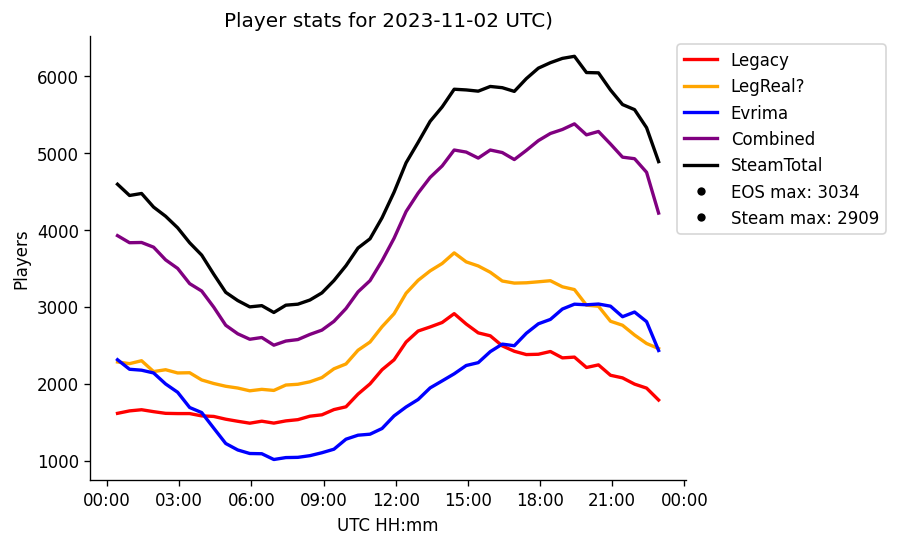 Player stats for 2023-11-02 UTC)
Players
6000
5000
4000
3000
2000
1000
00:00 03:00 06:00 09:00 12:00 15:00 18:00 21:00 00:00
UTC HH:mm
Legacy
LegReal?
Evrima
Combined
SteamTotal
EOS max: 3034
Steam max: 2909